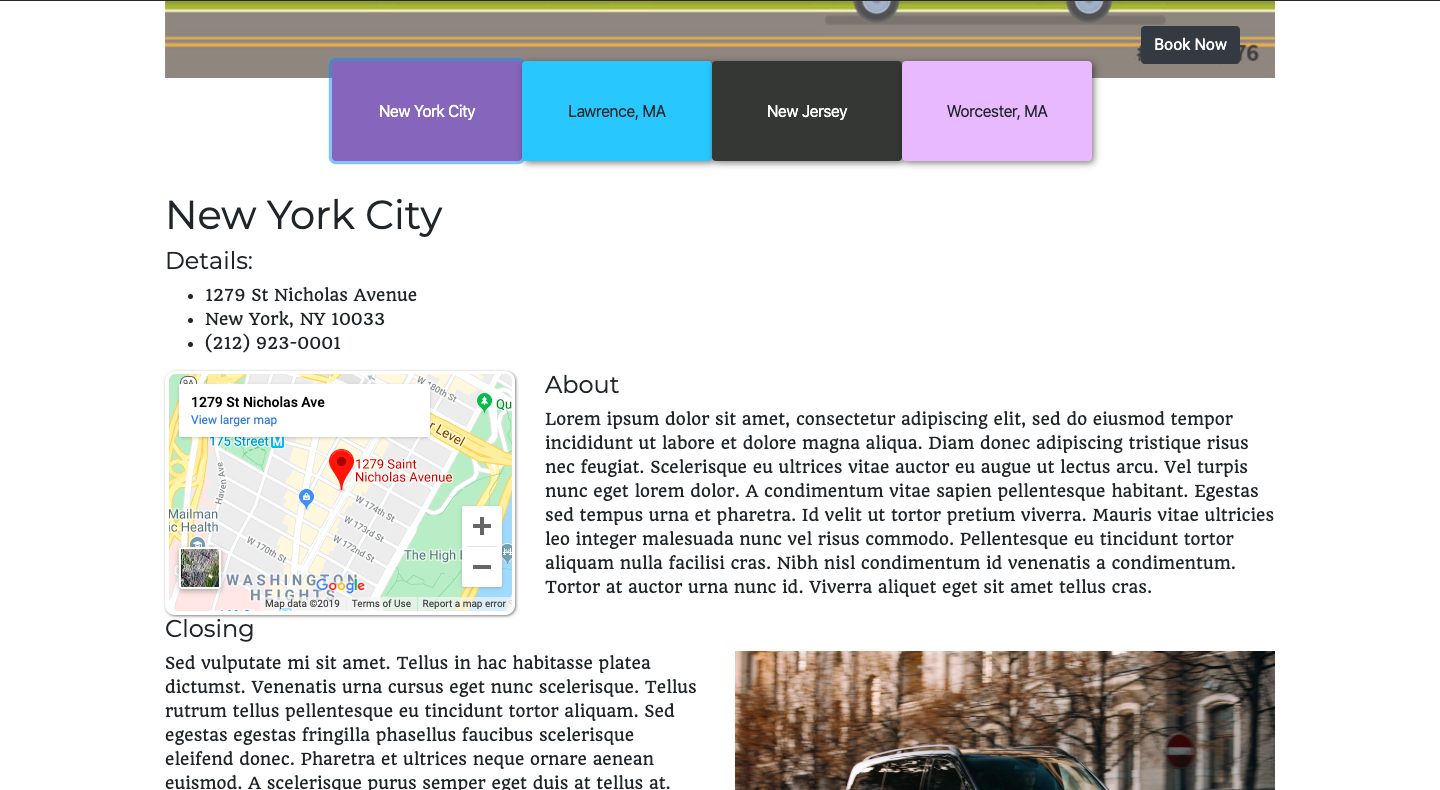 Book Now
76
New York City
Lawrence, MA
New Jersey
Worcester, MA
New York City
Details:
1279 St Nicholas Avenue
New York, NY 10033
(212) 923-0001
9A
W 180th St
1279 St Nicholas Ave
View larger map
Qu
r Level
175 Street M
1279 Saint
Nicholas Avenue
Haven Ave
W 174th St
W 173rd St
W 172nd St
W 170th St
Mailman
ic Health
The High
WASHINGTON
HEIGHTS
Google
Map data ©2019
Terms of Use
Report a map error
About
Lorem ipsum dolor sit amet, consectetur adipiscing elit, sed do eiusmod tempor
incididunt ut labore et dolore magna aliqua. Diam donec adipiscing tristique risus
nec feugiat. Scelerisque eu ultrices vitae auctor eu augue ut lectus arcu. Vel turpis
nunc eget lorem dolor. A condimentum vitae sapien pellentesque habitant. Egestas
sed tempus urna et pharetra. Id velit ut tortor pretium viverra. Mauris vitae ultricies
leo integer malesuada nunc vel risus commodo. Pellentesque eu tincidunt tortor
aliquam nulla facilisi cras. Nibh nisl condimentum id venenatis a condimentum.
Tortor at auctor urna nunc id. Viverra aliquet eget sit amet tellus cras.
Closing
Sed vulputate mi sit amet. Tellus in hac habitasse platea
dictumst. Venenatis urna cursus eget nunc scelerisque. Tellus
rutrum tellus pellentesque eu tincidunt tortor aliquam. Sed
egestas egestas fringilla phasellus faucibus scelerisque
eleifend donec. Pharetra et ultrices neque ornare aenean
euismod. A scelerisque purus semper eget duis at tellus at.